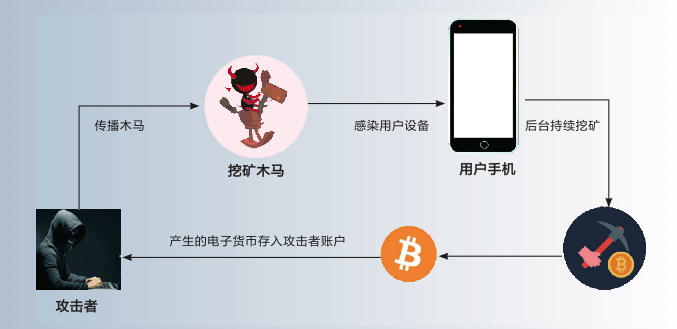 传播木马
挖矿木马
感染用户设备
用户手机
后台持续挖矿
产生的电子货币存入攻击者账户
攻击者